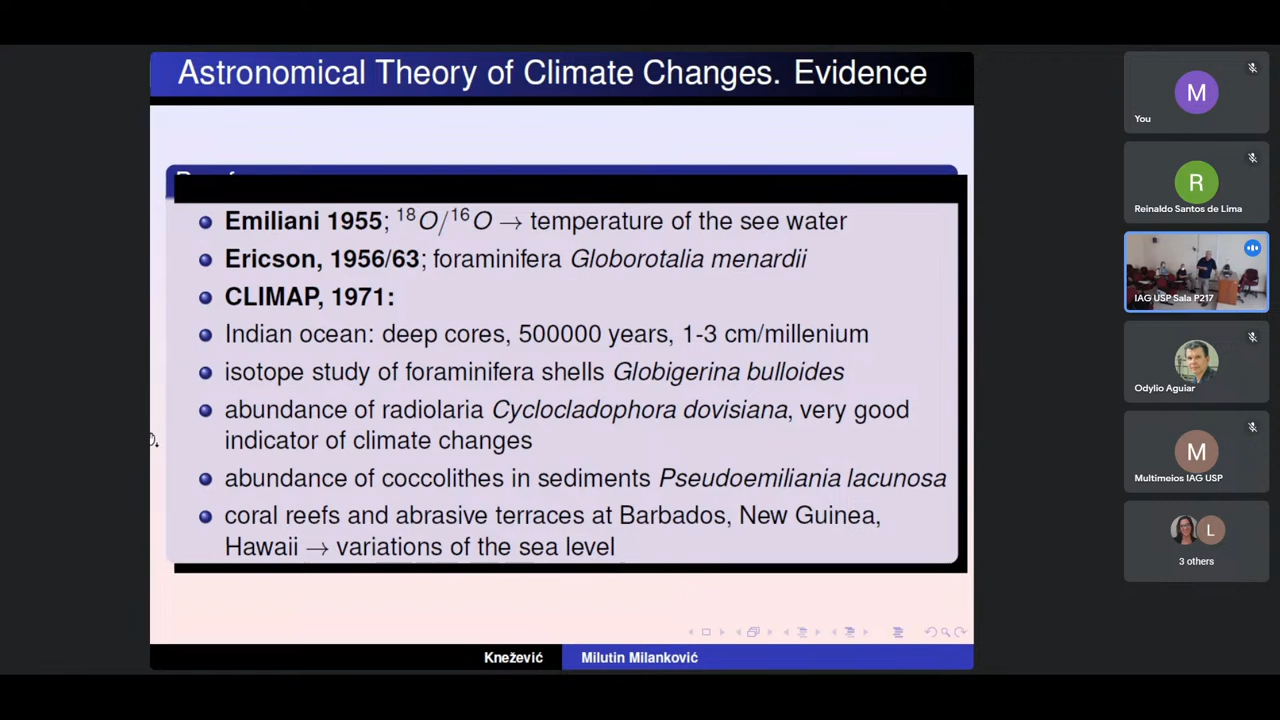 Astronomical Theory of Climate Changes. Evidence
Emiliani 1955; ¹⁸O/¹⁶O → temperature of the see water
Ericson, 1956/63; foraminifera Globorotalia menardii
CLIMAP, 1971:
Indian ocean: deep cores, 500000 years, 1-3 cm/millenium
isotope study of foraminifera shells Globigerina bulloides
abundance of radiolaria Cyclocladophora dovisiana, very good
indicator of climate changes
abundance of coccolithes in sediments Pseudoemiliania lacunosa
coral reefs and abrasive terraces at Barbados, New Guinea,
Hawaii → variations of the sea level
Knežević Milutin Milanković
M
You
R
Reinaldo Santos de Lima
IAG USP Sala P217
Odylio Aguiar
M
Multimeios IAG USP
L
3 others